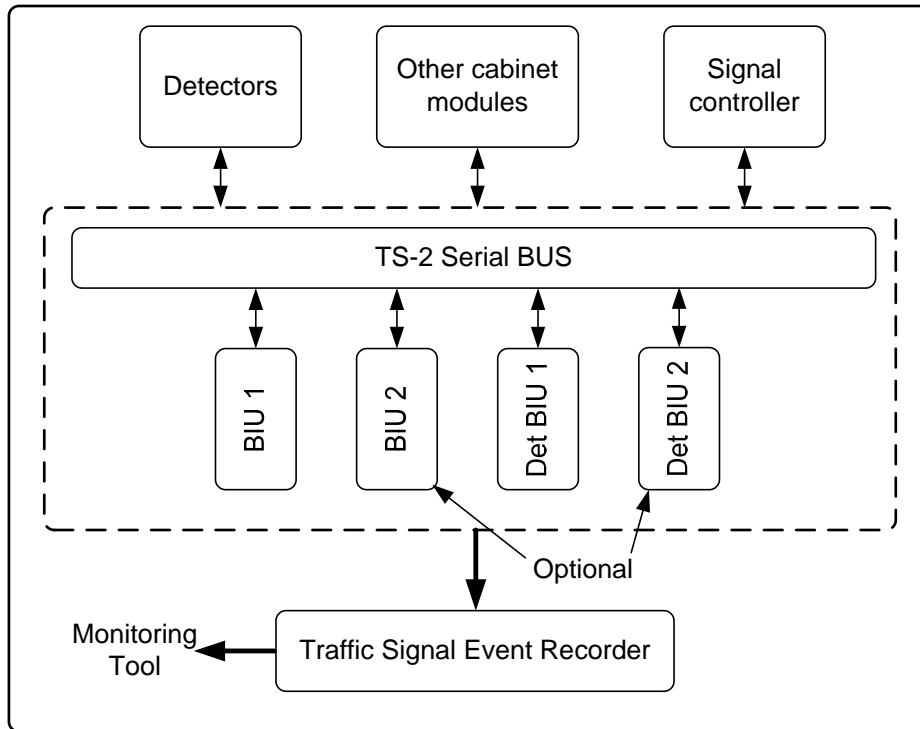 Detectors
Other cabinet
modules
Signal
controller
TS-2 Serial BUS
BIU 1
BIU 2
Det BIU 1
Det BIU 2
Optional
Monitoring
Tool
Traffic Signal Event Recorder